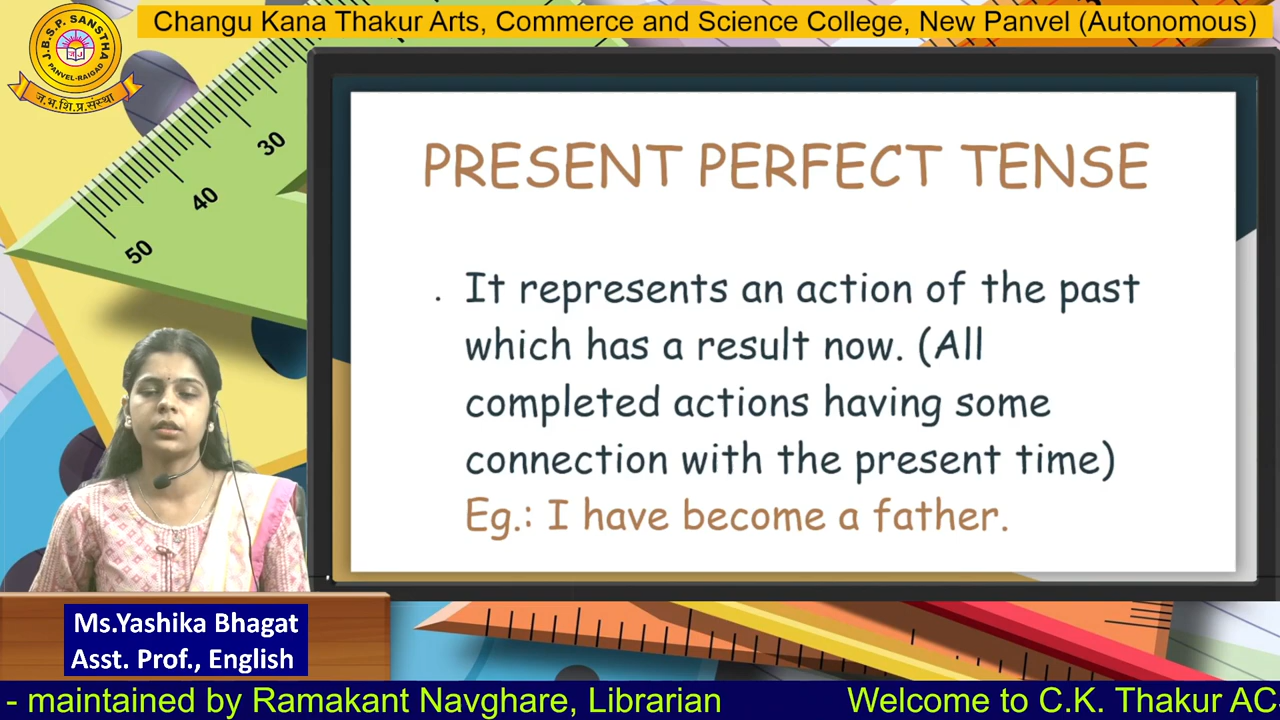 Changu Kana Thakur Arts, Commerce and Science College, New Panvel (Autonomous)
J.B.S.P. SANSTHA
PANVEL-RAIGAD
ज.भ.शि.प्र.संस्था
30
40
50
PRESENT PERFECT TENSE
. It represents an action of the past
which has a result now. (All
completed actions having some
connection with the present time)
Eg.: I have become a father.
Ms.Yashika Bhagat
Asst. Prof., English
- maintained by Ramakant Navghare, Librarian Welcome to C.K. Thakur AC